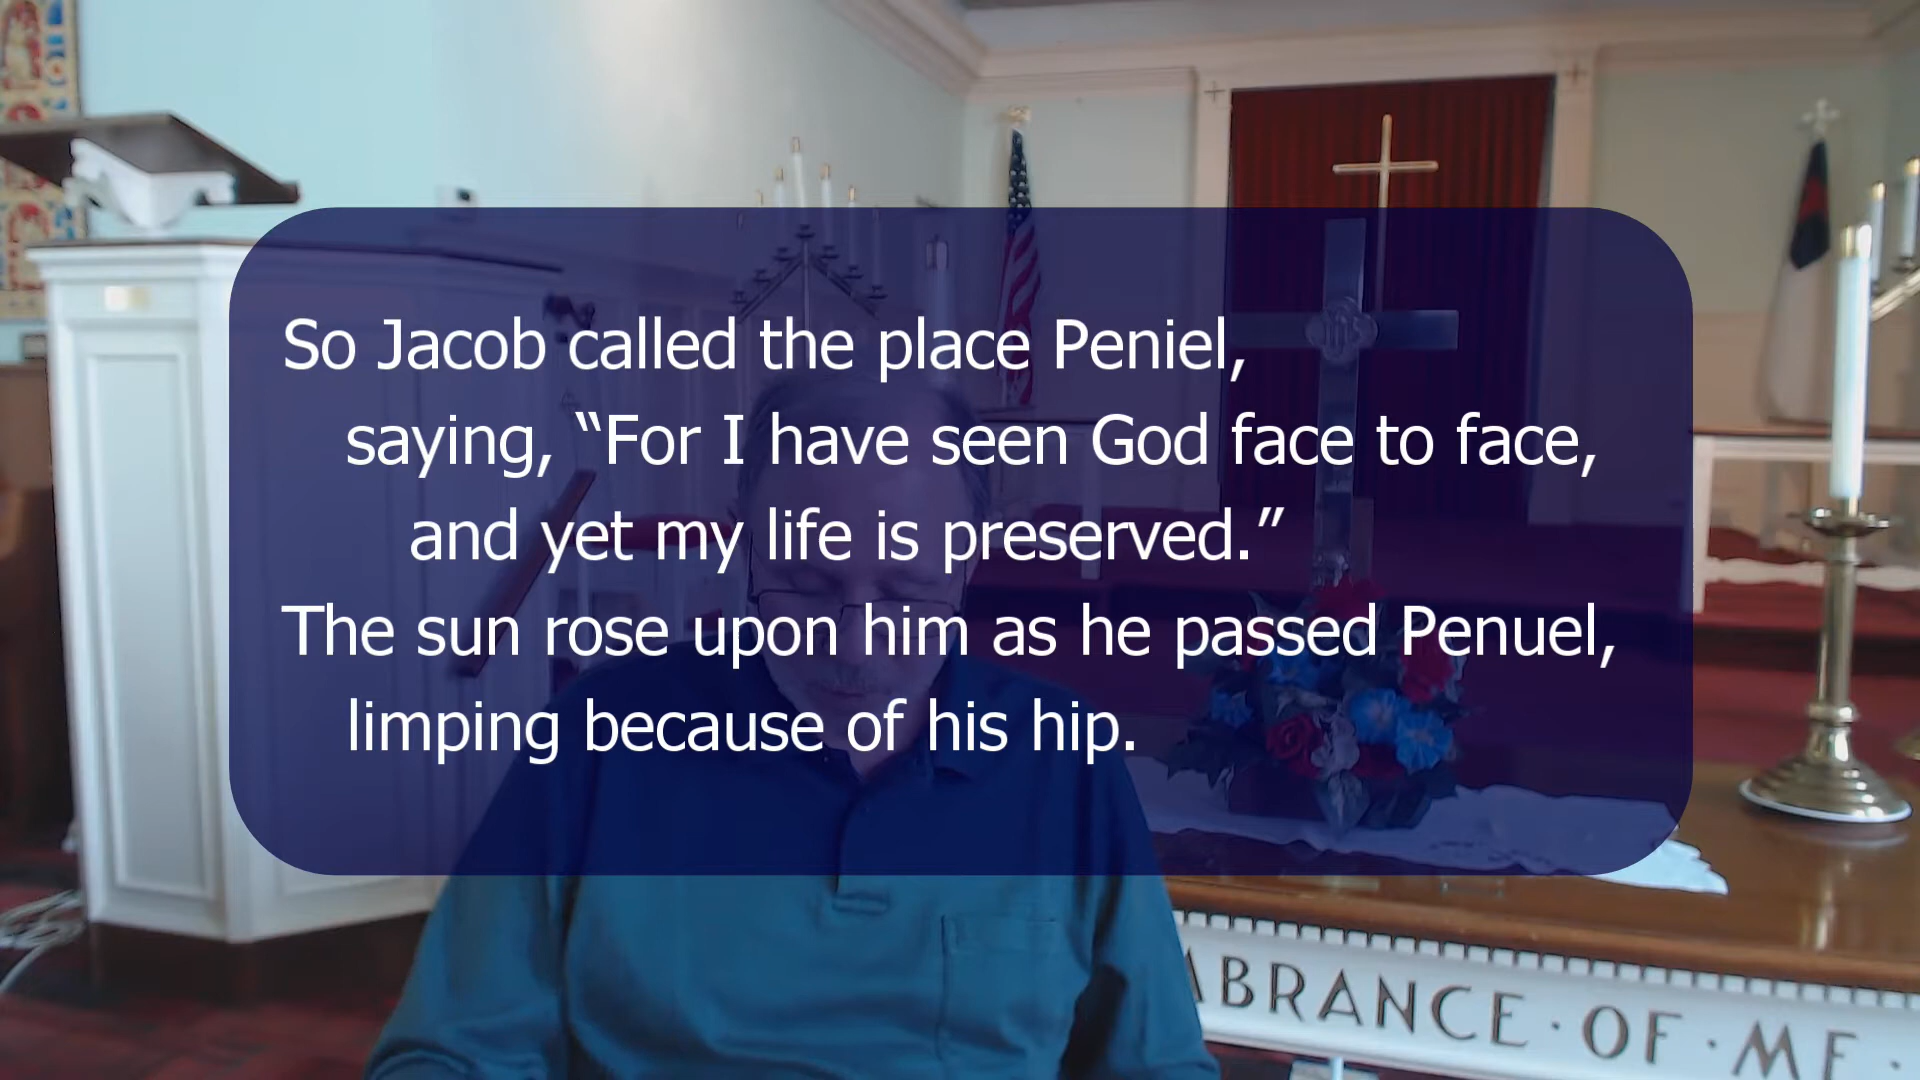 So Jacob called the place Peniel,
saying, “For I have seen God face to face,
and yet my life is preserved.”
The sun rose upon him as he passed Penuel,
limping because of his hip.
BRANCE · OF · ME ·